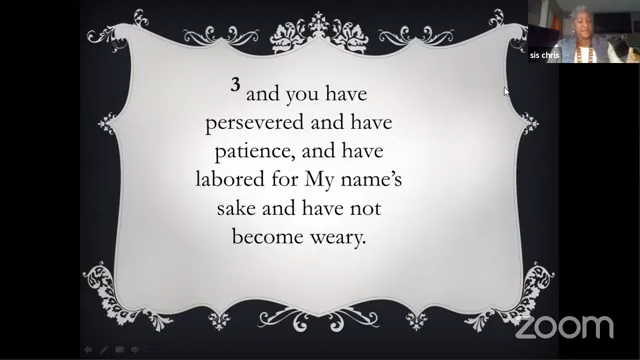 sis chris
3 and you have
persevered and have
patience, and have
labored for My name's
sake and have not
become weary.
zoom